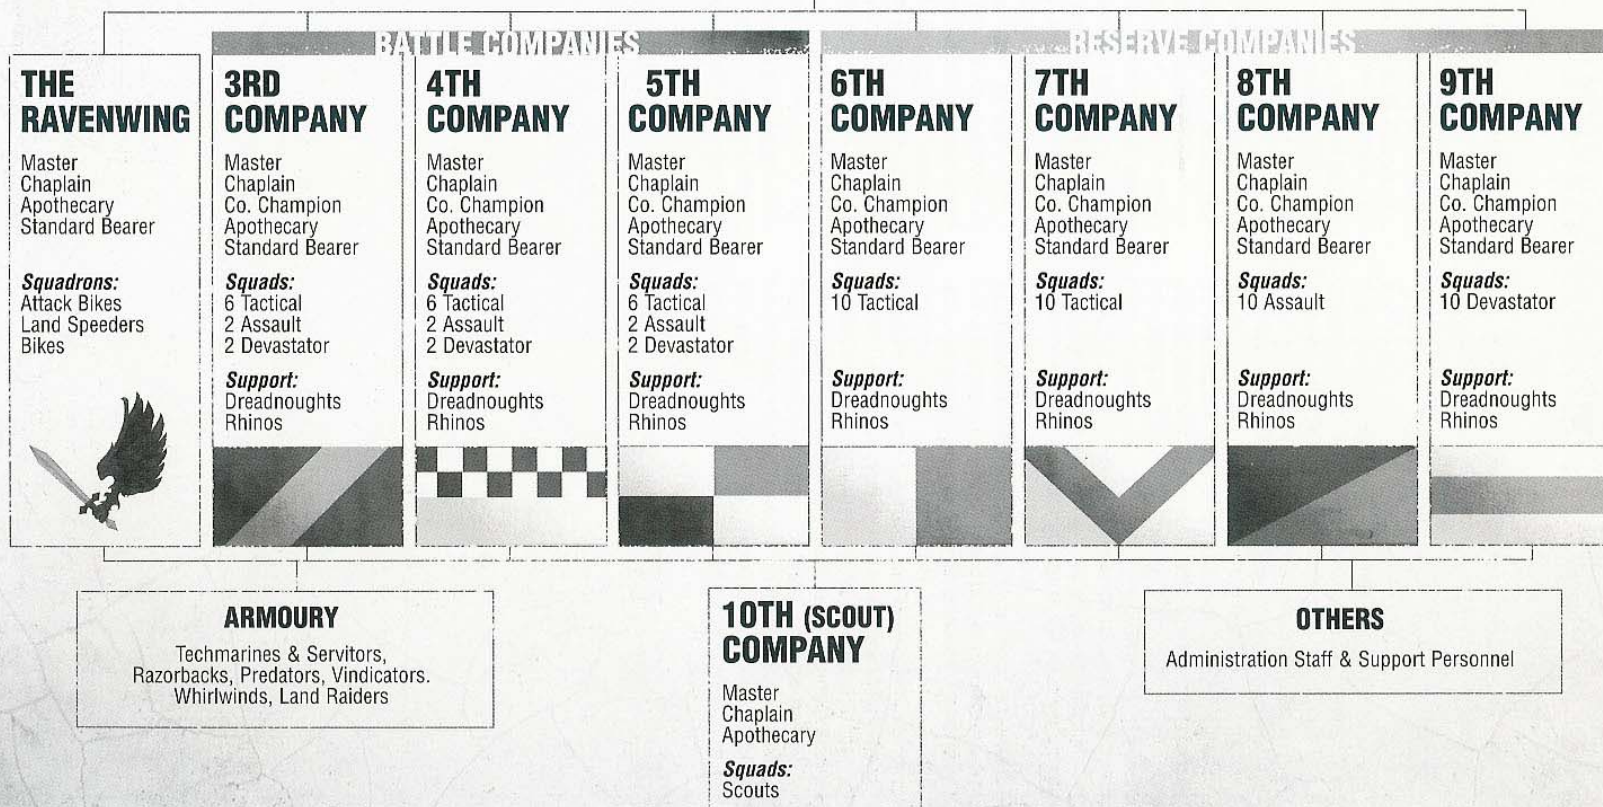 BATTLE COMPANIES
RESERVE COMPANIES
THE
RAVENWING
Master
Chaplain
Apothecary
Standard Bearer
Squadrons:
Attack Bikes
Land Speeders
Bikes
3RD
COMPANY
Master
Chaplain
Co. Champion
Apothecary
Standard Bearer
Squads:
6 Tactical
2 Assault
2 Devastator
Support:
Dreadnoughts
Rhinos
4TH
COMPANY
Master
Chaplain
Co. Champion
Apothecary
Standard Bearer
Squads:
6 Tactical
2 Assault
2 Devastator
Support:
Dreadnoughts
Rhinos
5TH
COMPANY
Master
Chaplain
Co. Champion
Apothecary
Standard Bearer
Squads:
6 Tactical
2 Assault
2 Devastator
Support:
Dreadnoughts
Rhinos
6TH
COMPANY
Master
Chaplain
Co. Champion
Apothecary
Standard Bearer
Squads:
10 Tactical
Support:
Dreadnoughts
Rhinos
7TH
COMPANY
Master
Chaplain
Co. Champion
Apothecary
Standard Bearer
Squads:
10 Tactical
Support:
Dreadnoughts
Rhinos
8TH
COMPANY
Master
Chaplain
Co. Champion
Apothecary
Standard Bearer
Squads:
10 Assault
Support:
Dreadnoughts
Rhinos
9TH
COMPANY
Master
Chaplain
Co. Champion
Apothecary
Standard Bearer
Squads:
10 Devastator
Support:
Dreadnoughts
Rhinos
ARMOURY
Techmarines & Servitors,
Razorbacks, Predators, Vindicators.
Whirlwinds, Land Raiders
10TH (SCOUT)
COMPANY
Master
Chaplain
Apothecary
Squads:
Scouts
OTHERS
Administration Staff & Support Personnel